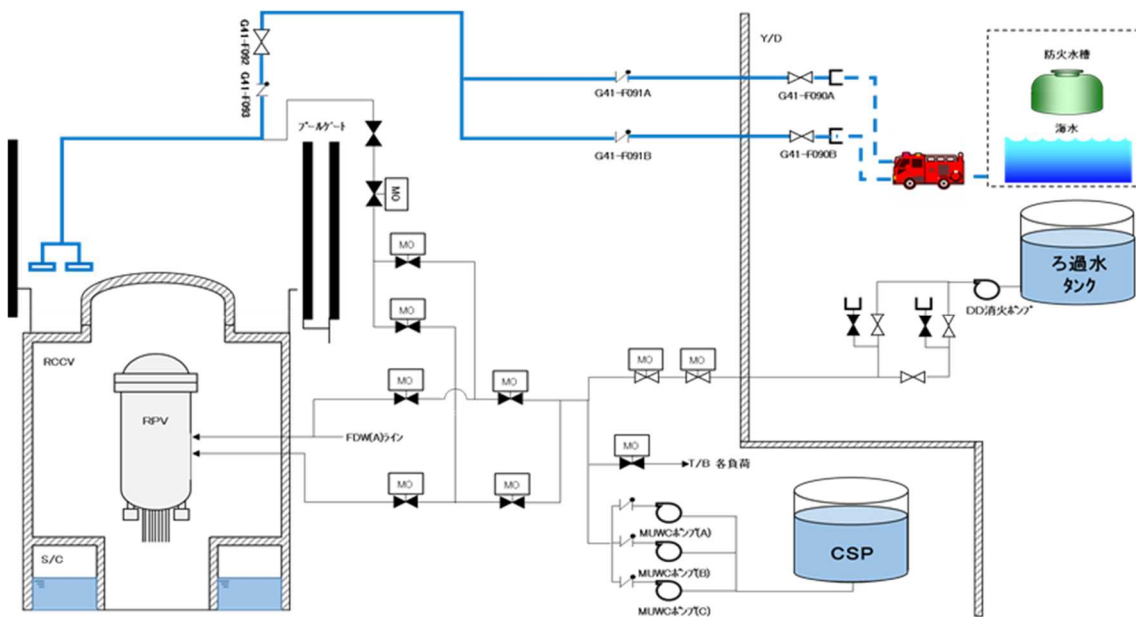 G41-F092
G41-F093
プールゲート
Y/D
防火水槽
海水
G41-F091A
G41-F090A
G41-F091B
G41-F090B
ろ過水
タンク
DD消火ポンプ
MO
MO
MO
MO
MO
MO
MO
MO
MO
MO
RCCV
RPV
S/C
FDW(A)ライン
T/B 各負荷
MUWCポンプ(A)
MUWCポンプ(B)
MUWCポンプ(C)
CSP